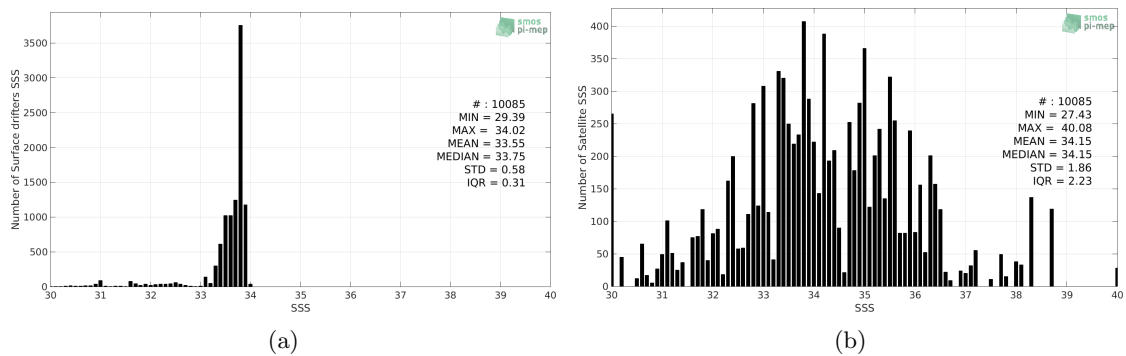 Number of Surface drifters SSS
3500
3000
2500
2000
1500
1000
500
0
30 31 32 33 34 35 36 37 38 39 40
SSS
smos
pi-mep
# : 10085
MIN = 29.39
MAX = 34.02
MEAN = 33.55
MEDIAN = 33.75
STD = 0.58
IQR = 0.31
(a)
Number of Satellite SSS
400
350
300
250
200
150
100
50
0
30 31 32 33 34 35 36 37 38 39 40
SSS
smos
pi-mep
# : 10085
MIN = 27.43
MAX = 40.08
MEAN = 34.15
MEDIAN = 34.15
STD = 1.86
IQR = 2.23
(b)